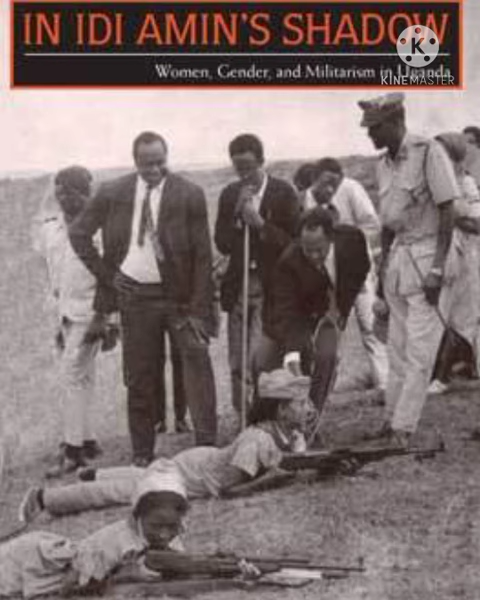 IN IDI AMIN'S SHADOW
Women, Gender, and Militarism in Uganda
K
KINEMASTER